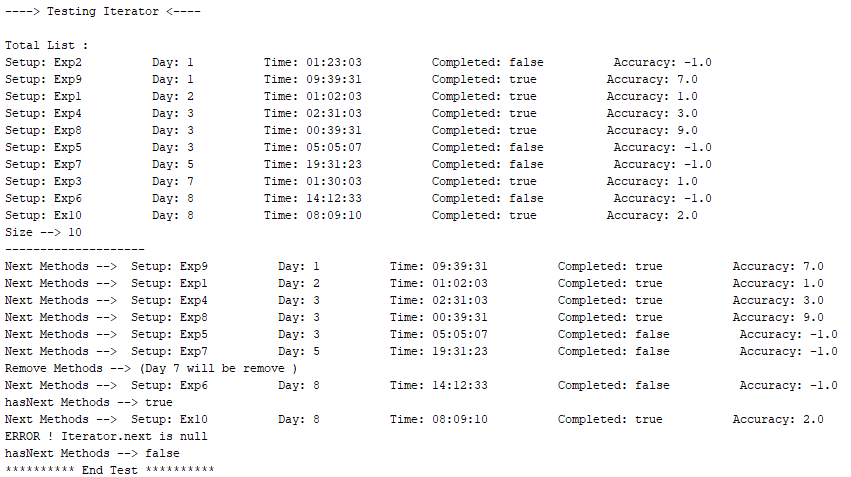 ----> Testing Iterator <----
Total List :
Setup: Exp2 Day: 1 Time: 01:23:03 Completed: false Accuracy: -1.0
Setup: Exp9 Day: 1 Time: 09:39:31 Completed: true Accuracy: 7.0
Setup: Exp1 Day: 2 Time: 01:02:03 Completed: true Accuracy: 1.0
Setup: Exp4 Day: 3 Time: 02:31:03 Completed: true Accuracy: 3.0
Setup: Exp8 Day: 3 Time: 00:39:31 Completed: true Accuracy: 9.0
Setup: Exp5 Day: 3 Time: 05:05:07 Completed: false Accuracy: -1.0
Setup: Exp7 Day: 5 Time: 19:31:23 Completed: false Accuracy: -1.0
Setup: Exp3 Day: 7 Time: 01:30:03 Completed: true Accuracy: 1.0
Setup: Exp6 Day: 8 Time: 14:12:33 Completed: false Accuracy: -1.0
Setup: Ex10 Day: 8 Time: 08:09:10 Completed: true Accuracy: 2.0
Size --> 10
--------------------
Next Methods --> Setup: Exp9 Day: 1 Time: 09:39:31 Completed: true Accuracy: 7.0
Next Methods --> Setup: Exp1 Day: 2 Time: 01:02:03 Completed: true Accuracy: 1.0
Next Methods --> Setup: Exp4 Day: 3 Time: 02:31:03 Completed: true Accuracy: 3.0
Next Methods --> Setup: Exp8 Day: 3 Time: 00:39:31 Completed: true Accuracy: 9.0
Next Methods --> Setup: Exp5 Day: 3 Time: 05:05:07 Completed: false Accuracy: -1.0
Next Methods --> Setup: Exp7 Day: 5 Time: 19:31:23 Completed: false Accuracy: -1.0
Remove Methods --> (Day 7 will be remove )
Next Methods --> Setup: Exp6 Day: 8 Time: 14:12:33 Completed: false Accuracy: -1.0
hasNext Methods --> true
Next Methods --> Setup: Ex10 Day: 8 Time: 08:09:10 Completed: true Accuracy: 2.0
ERROR ! Iterator.next is null
hasNext Methods --> false
********** End Test **********